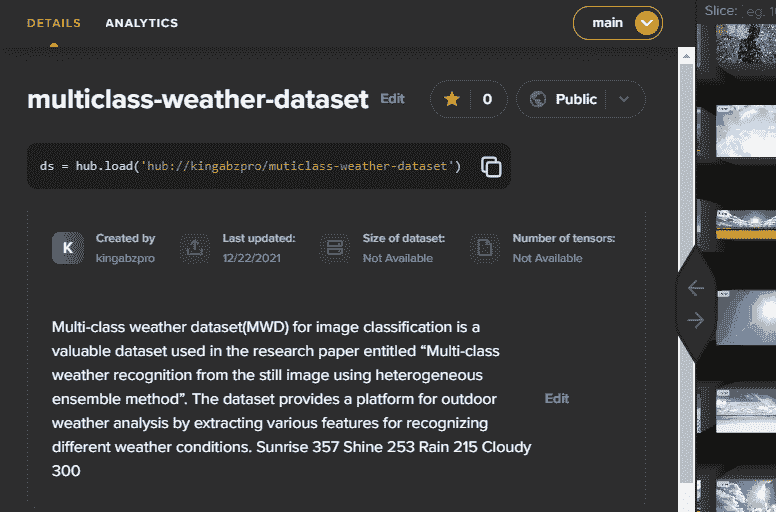 DETAILS ANALYTICS main
Slice: eg. 10
multiclass-weather-dataset Edit 0 Public
ds = hub.load('hub://kingabzpro/muticlass-weather-dataset')
K Created by Last updated: Size of dataset: Number of tensors:
kingabzpro 12/22/2021 Not Available Not Available
Multi-class weather dataset(MWD) for image classification is a
valuable dataset used in the research paper entitled “Multi-class
weather recognition from the still image using heterogeneous
ensemble method”. The dataset provides a platform for outdoor Edit
weather analysis by extracting various features for recognizing
different weather conditions. Sunrise 357 Shine 253 Rain 215 Cloudy
300